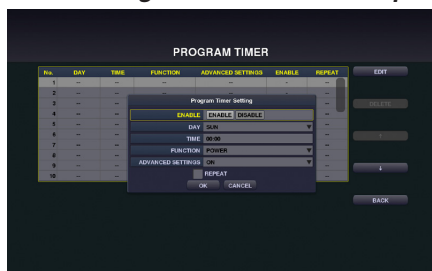 PROGRAM TIMER
No. DAY TIME FUNCTION ADVANCED SETTINGS ENABLE REPEAT EDIT
1 – – – – – –
2 –
3 – – – DELETE
Program Timer Setting
4 – – –
ENABLE ENABLE DISABLE
5 – – –
DAY SUN
6 – – – ↑
TIME 00:00
7 – – –
FUNCTION POWER
8 – – –
ADVANCED SETTINGS ON
9 – – – ↓
REPEAT
10 – – –
OK CANCEL
BACK